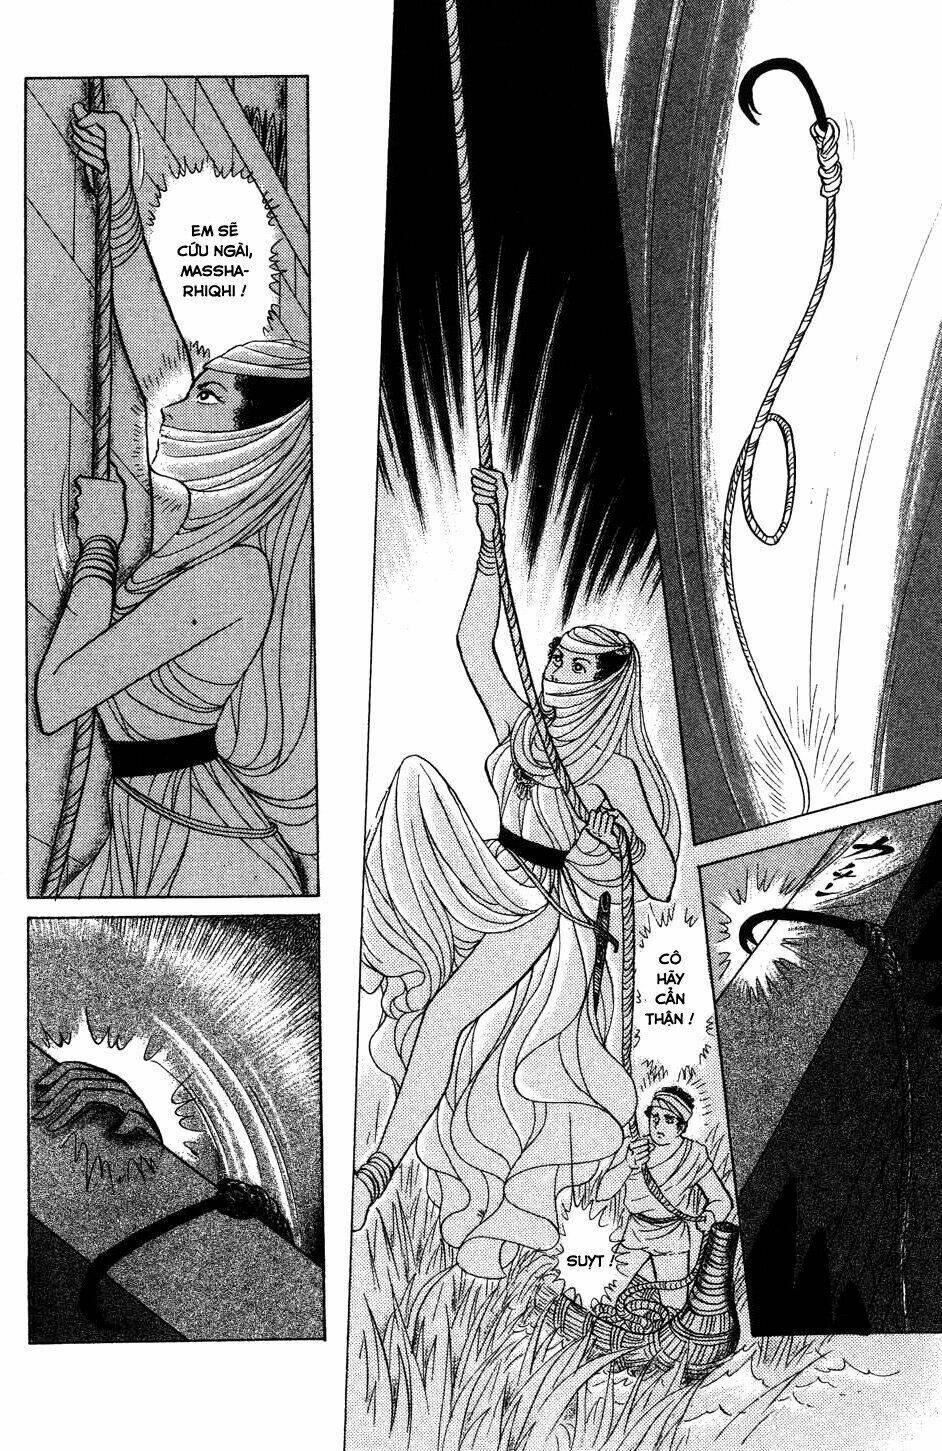 EM SẼ
CỨU NGÀI,
MASSHA-
RHIQHI !
CÔ
HÃY
CẨN
THẬN !
SUỴT !